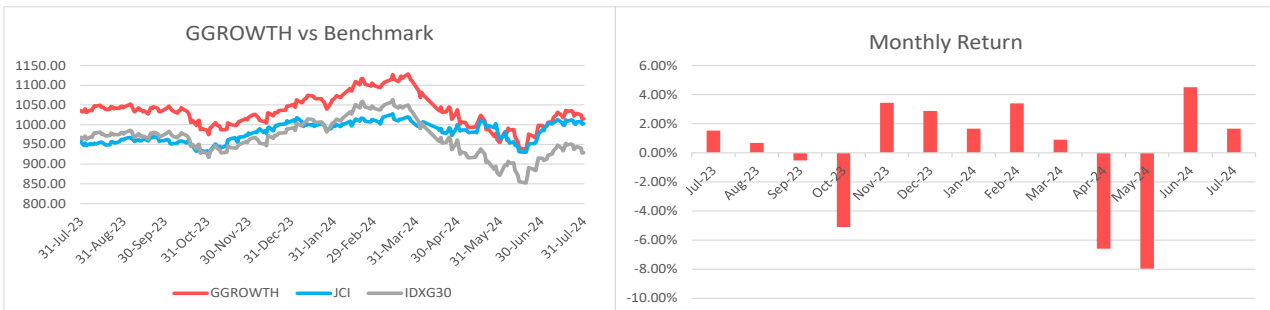 GGROWTH vs Benchmark
1150.00
1100.00
1050.00
1000.00
950.00
900.00
850.00
800.00
31-Jul-23
31-Aug-23
30-Sep-23
31-Oct-23
30-Nov-23
31-Dec-23
31-Jan-24
29-Feb-24
31-Mar-24
30-Apr-24
31-May-24
30-Jun-24
31-Jul-24
GGROWTH JCI IDXG30
Monthly Return
6.00%
4.00%
2.00%
0.00%
-2.00%
-4.00%
-6.00%
-8.00%
-10.00%
Jul-23
Aug-23
Sep-23
Oct-23
Nov-23
Dec-23
Jan-24
Feb-24
Mar-24
Apr-24
May-24
Jun-24
Jul-24